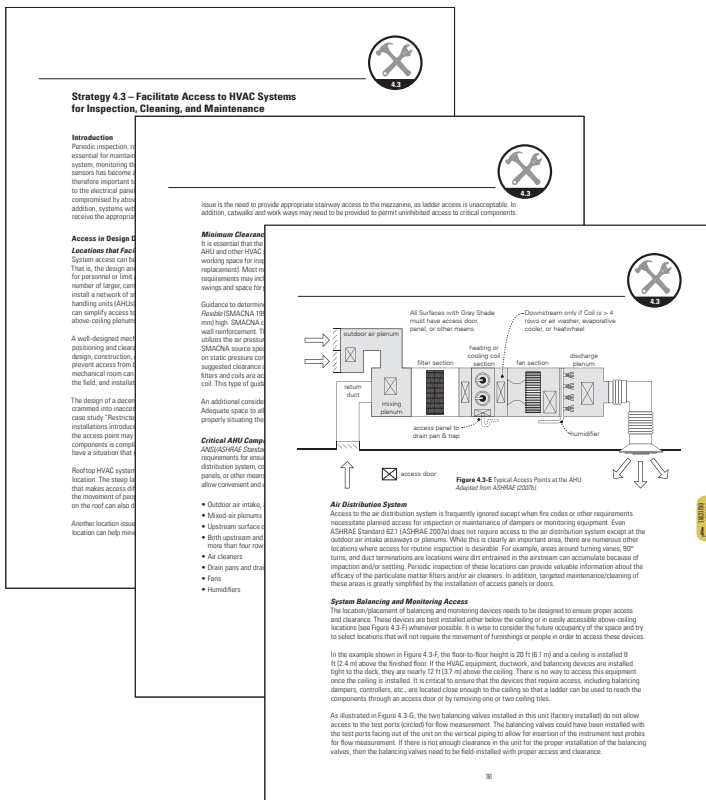 4.3
Strategy 4.3 – Facilitate Access to HVAC Systems
for Inspection, Cleaning, and Maintenance
Introduction
Periodic inspection, ro
essential for maintain
system, monitoring th
sensors has become a
therefore important to
to the electrical panel
compromised by abov
addition, systems with
receive the appropriat
Access in Design D
Locations that Faci
System access can be
That is, the design and
for personnel or limit a
number of larger, cent
install a network of sm
handling units (AHUs)
can simplify access to
above-ceiling plenums
A well-designed mech
positioning and clearan
design, construction, o
prevent access from b
mechanical room can
the field, and installat
The design of a decen
crammed into inacces
case study "Restricte
installations introduce
the access point may
components is comple
have a situation that c
Rooftop HVAC system
location. The steep la
that makes access diff
the movement of peop
on the roof can also d
Another location issue
location can help mini
4.3
issue is the need to provide appropriate stairway access to the mezzanine, as ladder access is unacceptable. In
addition, catwalks and work ways may need to be provided to permit uninhibited access to critical components.
Minimum Clearanc
It is essential that the
AHU and other HVAC s
working space for insp
replacement). Most m
requirements may incl
swings and space for p
Guidance to determin
Flexible (SMACNA 199
mm) high. SMACNA c
wall reinforcement. Th
utilizes the air pressur
SMACNA source spec
on static pressure con
suggested clearance o
filters and coils are ac
coil. This type of guida
An additional conside
Adequate space to all
properly situating the
Critical AHU Compo
ANSI/ASHRAE Standar
requirements for ensu
distribution system, co
panels, or other means
allow convenient and u
• Outdoor air intake, a
• Mixed-air plenums
• Upstream surface o
• Both upstream and
more than four row
• Air cleaners
• Drain pans and drai
• Fans
• Humidifiers
4.3
All Surfaces with Gray Shade
must have access door,
panel, or other means.
Downstream only if Coil is > 4
rows or air washer, evaporative
cooler, or heatwheel
outdoor air plenum
return
duct
mixing
plenum
filter section
heating or
cooling coil
section
fan section
discharge
plenum
access panel to
drain pan & trap
humidifier
access door
Figure 4.3-E Typical Access Points at the AHU
Adapted from ASHRAE (2007b).
Air Distribution System
Access to the air distribution system is frequently ignored except when fire codes or other requirements
necessitate planned access for inspection or maintenance of dampers or monitoring equipment. Even
ASHRAE Standard 62.1 (ASHRAE 2007a) does not require access to the air distribution system except at the
outdoor air intake areaways or plenums. While this is clearly an important area, there are numerous other
locations where access for routine inspection is desirable. For example, areas around turning vanes, 90°
turns, and duct terminations are locations were dirt entrained in the airstream can accumulate because of
impaction and/or settling. Periodic inspection of these locations can provide valuable information about the
efficacy of the particulate matter filters and/or air cleaners. In addition, targeted maintenance/cleaning of
these areas is greatly simplified by the installation of access panels or doors.
System Balancing and Monitoring Access
The location/placement of balancing and monitoring devices needs to be designed to ensure proper access
and clearance. These devices are best installed either below the ceiling or in easily accessible above-ceiling
locations (see Figure 4.3-F) whenever possible. It is wise to consider the future occupancy of the space and try
to select locations that will not require the movement of furnishings or people in order to access these devices.
In the example shown in Figure 4.3-F, the floor-to-floor height is 20 ft (6.1 m) and a ceiling is installed 8
ft (2.4 m) above the finished floor. If the HVAC equipment, ductwork, and balancing devices are installed
tight to the deck, they are nearly 12 ft (3.7 m) above the ceiling. There is no way to access this equipment
once the ceiling is installed. It is critical to ensure that the devices that require access, including balancing
dampers, controllers, etc., are located close enough to the ceiling so that a ladder can be used to reach the
components through an access door or by removing one or two ceiling tiles.
As illustrated in Figure 4.3-G, the two balancing valves installed in this unit (factory installed) do not allow
access to the test ports (circled) for flow measurement. The balancing valves could have been installed with
the test ports facing out of the unit on the vertical piping to allow for insertion of the instrument test probes
for flow measurement. If there is not enough clearance in the unit for the proper installation of the balancing
valves, then the balancing valves need to be field-installed with proper access and clearance.